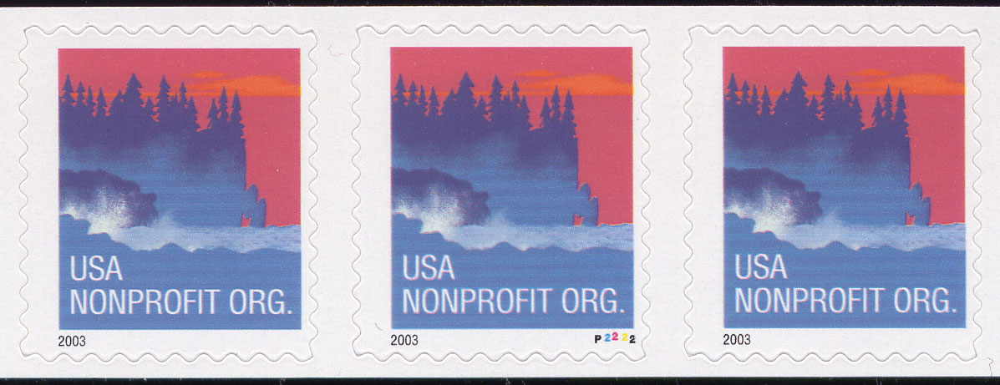 USA
NONPROFIT ORG.
2003
USA
NONPROFIT ORG.
2003 P2222
USA
NONPROFIT ORG.
2003